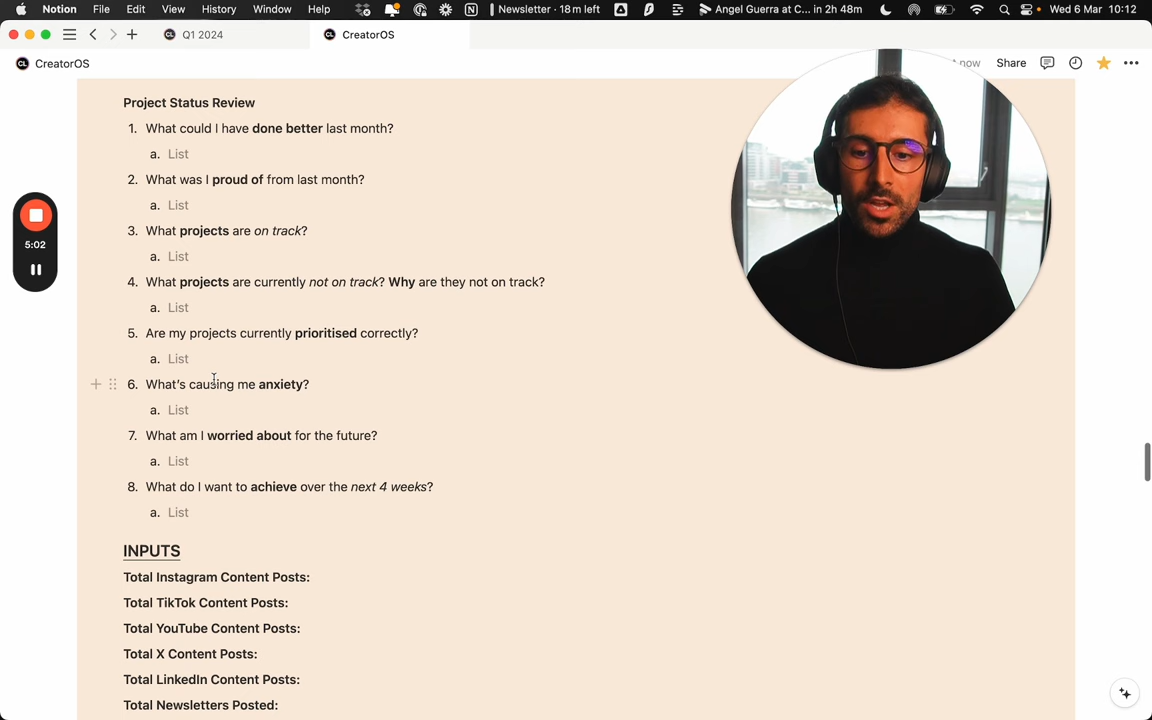 Notion File Edit View History Window Help Newsletter · 18 m left Angel Guerra at C... in 2h 48m Wed 6 Mar 10:12
CL Q1 2024 CL CreatorOS
CL CreatorOS now Share
Project Status Review
1. What could I have done better last month?
a. List
2. What was I proud of from last month?
a. List
3. What projects are on track?
a. List
4. What projects are currently not on track? Why are they not on track?
a. List
5. Are my projects currently prioritised correctly?
a. List
6. What's causing me anxiety?
a. List
7. What am I worried about for the future?
a. List
8. What do I want to achieve over the next 4 weeks?
a. List
5:02
INPUTS
Total Instagram Content Posts:
Total TikTok Content Posts:
Total YouTube Content Posts:
Total X Content Posts:
Total LinkedIn Content Posts:
Total Newsletters Posted: